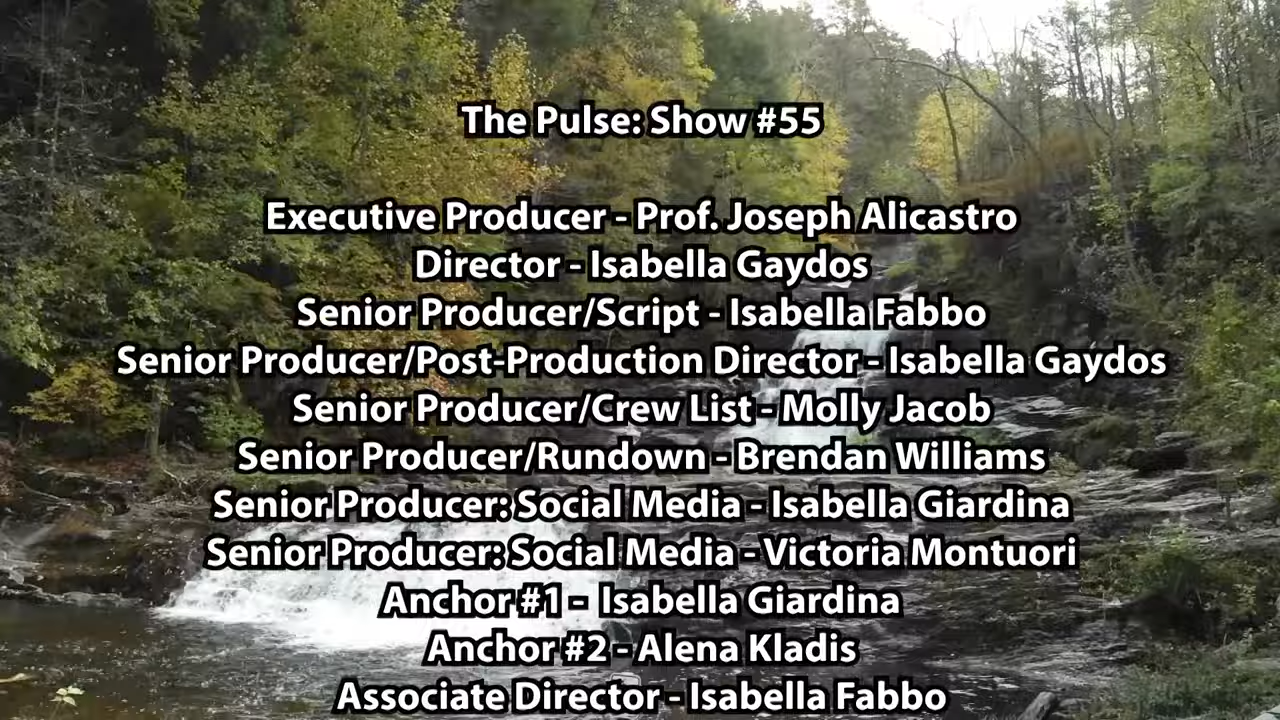 The Pulse: Show #55
Executive Producer - Prof. Joseph Alicastro
Director - Isabella Gaydos
Senior Producer/Script - Isabella Fabbo
Senior Producer/Post-Production Director - Isabella Gaydos
Senior Producer/Crew List - Molly Jacob
Senior Producer/Rundown - Brendan Williams
Senior Producer: Social Media - Isabella Giardina
Senior Producer: Social Media - Victoria Montuori
Anchor #1 - Isabella Giardina
Anchor #2 - Alena Kladis
Associate Director - Isabella Fabbo